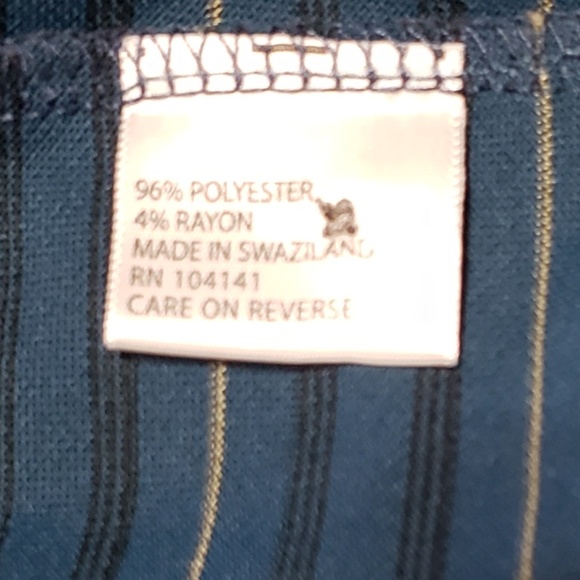 96% POLYESTER
4% RAYON
MADE IN SWAZILAND
RN 104141
CARE ON REVERSE